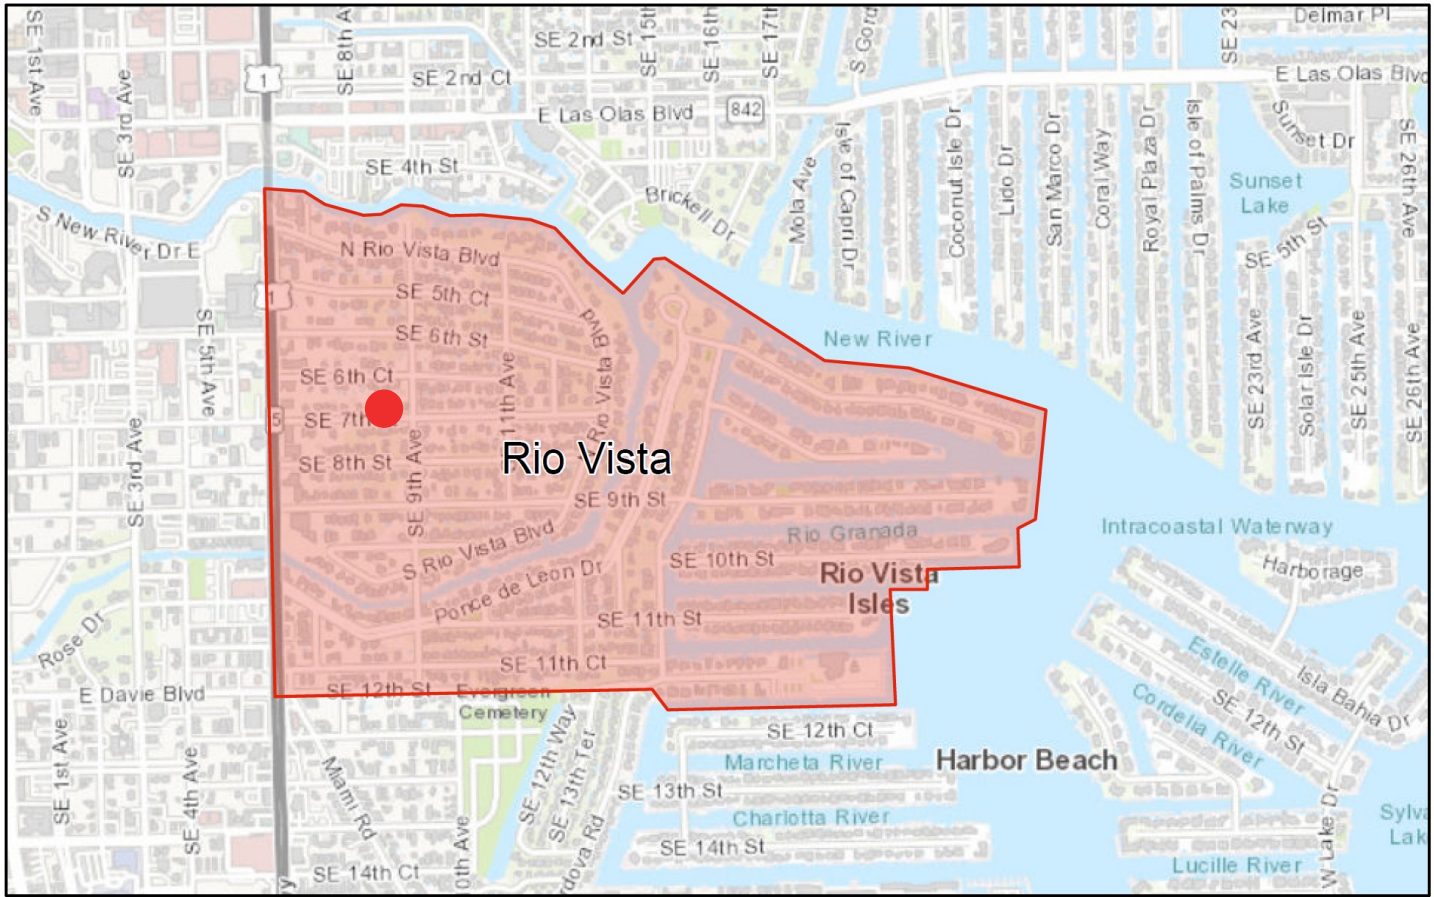 SE 1st Ave
SE 3rd Ave
SE 8th A
1
SE 2nd St
SE 2nd Ct
SE 15th
SE 16th
SE 17th
S Gord
SE 23
Delmar Pl
E Las Olas Blvd
E Las Olas Blvd
842
SE 4th St
Brickell Dr
Mola Ave
Isle of Capri Dr
Coconut Isle Dr
Lido Dr
San Marco Dr
Coral Way
Royal Plaza Dr
Isle of Palms Dr
Sunset Dr
SE 26th Ave
Sunset
Lake
SE 5th St
S New River Dr E
N Rio Vista Blvd
SE 5th Ct
1
SE 6th St
SE 5th Ave
SE 6th Ct
11th Ave
Rio Vista Blvd
Blvd
New River
SE 23rd Ave
Solar Isle Dr
SE 25th Ave
SE 26th Ave
5
SE 7th
SE 8th St
SE 9th Ave
SE 3rd Ave
Rio Vista
SE 9th St
Rio Granada
Intracoastal Waterway
S Rio Vista Blvd
SE 10th St
Rio Vista
Isles
Harborage
Ponce de Leon Dr
SE 11th St
Rose Dr
SE 11th Ct
E Davie Blvd
SE 12th St
Evergreen
Cemetery
Estelle River
Isla Bahia Dr
SE 12th St
Cordelia River
SE 12th Ct
Harbor Beach
Marcheta River
SE 1st Ave
SE 4th Ave
Miami Rd
SE 12th Way
SE 13th Ter
SE 13th St
Charlotta River
SE 14th St
SE 14th Ct
10th Ave
dova Rd
wy
Lucille River
W Lake Dr
Sylva
Lak